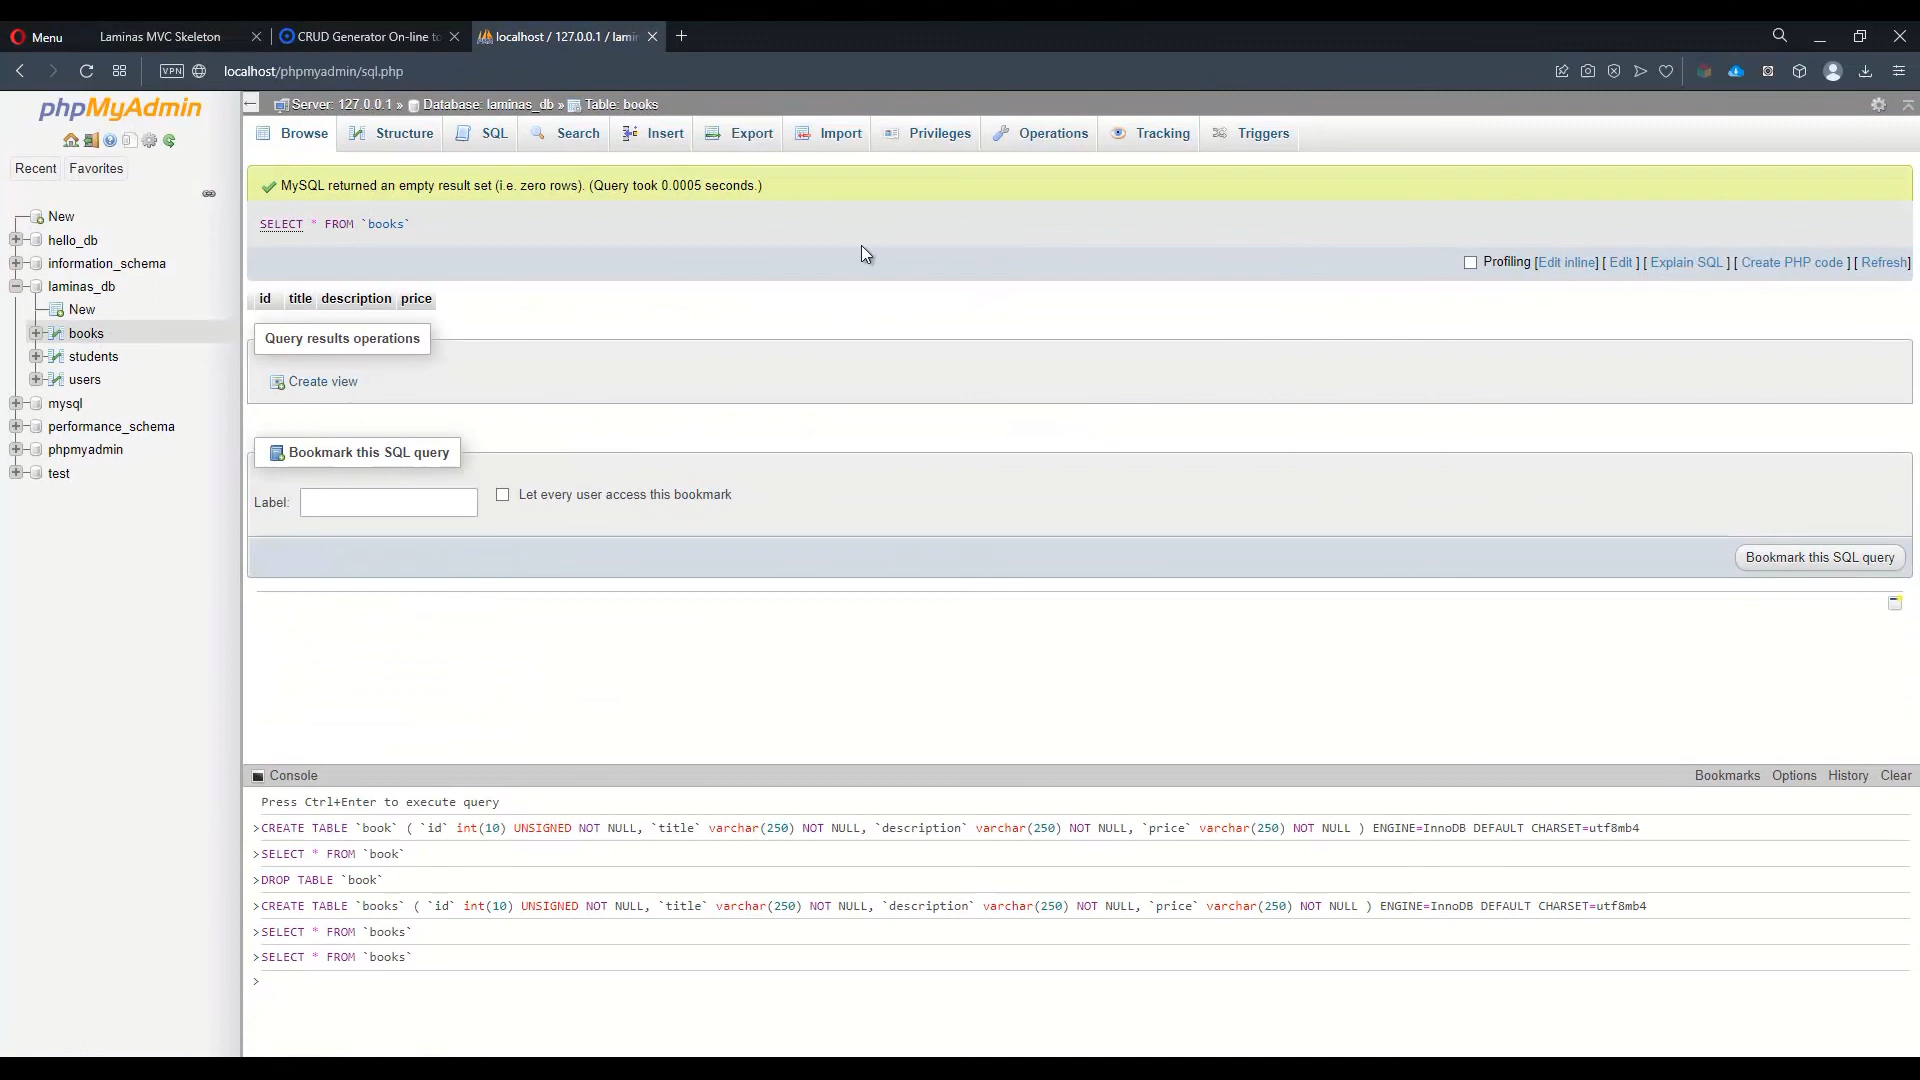 Menu Laminas MVC Skeleton CRUD Generator On-line to localhost / 127.0.0.1 / lami
VPN localhost/phpmyadmin/sql.php
phpMyAdmin
Recent Favorites
New
hello_db
information_schema
laminas_db
New
books
students
users
mysql
performance_schema
phpmyadmin
test
Server: 127.0.0.1 » Database: laminas_db » Table: books
Browse Structure SQL Search Insert Export Import Privileges Operations Tracking Triggers
MySQL returned an empty result set (i.e. zero rows). (Query took 0.0005 seconds.)
SELECT * FROM `books`
Profiling [Edit inline] [ Edit ] [ Explain SQL ] [ Create PHP code ] [ Refresh]
id title description price
Query results operations
Create view
Bookmark this SQL query
Label: Let every user access this bookmark
Bookmark this SQL query
Console Bookmarks Options History Clear
Press Ctrl+Enter to execute query
>CREATE TABLE `book` ( `id` int(10) UNSIGNED NOT NULL, `title` varchar(250) NOT NULL, `description` varchar(250) NOT NULL, `price` varchar(250) NOT NULL ) ENGINE=InnoDB DEFAULT CHARSET=utf8mb4
>SELECT * FROM `book`
>DROP TABLE `book`
>CREATE TABLE `books` ( `id` int(10) UNSIGNED NOT NULL, `title` varchar(250) NOT NULL, `description` varchar(250) NOT NULL, `price` varchar(250) NOT NULL ) ENGINE=InnoDB DEFAULT CHARSET=utf8mb4
>SELECT * FROM `books`
>SELECT * FROM `books`
>